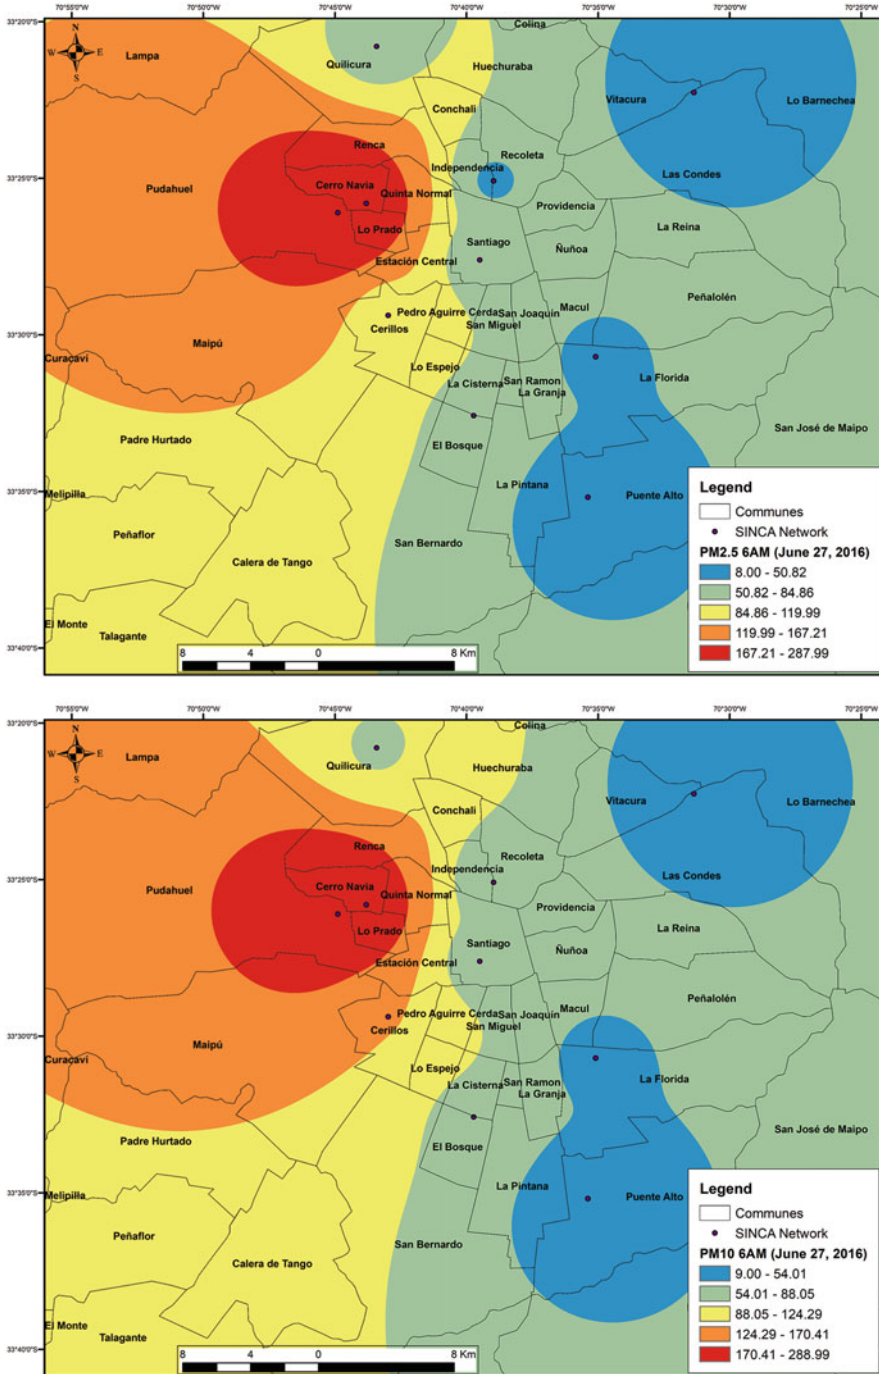 70°55'0"W 70°50'0"W 70°45'0"W 70°40'0"W 70°35'0"W 70°30'0"W 70°25'0"W
33°20'0"S
N
W E
S
Colina
Lampa
Quilicura
Huechuraba
Vitacura
Lo Barnechea
Conchali
Renca
Recoleta
Independencia
Las Condes
Pudahuel
Cerro Navia
Quinta Normal
33°25'0"S
Providencia
La Reina
Lo Prado
Santiago
Ñuñoa
Estación Central
Peñalolén
Pedro Aguirre Cerda
San Joaquín
Macul
San Miguel
Cerillos
33°30'0"S
Maipú
Curacaví
Lo Espejo
La Cisterna
San Ramon
La Granja
La Florida
San José de Maipo
Padre Hurtado
El Bosque
La Pintana
Puente Alto
Melipilla
33°35'0"S
Peñaflor
San Bernardo
Calera de Tango
El Monte
Talagante
33°40'0"S
8 4 0 8 Km
Legend
Communes
SINCA Network
PM2.5 6AM (June 27, 2016)
8.00 - 50.82
50.82 - 84.86
84.86 - 119.99
119.99 - 167.21
167.21 - 287.99
70°55'0"W 70°50'0"W 70°45'0"W 70°40'0"W 70°35'0"W 70°30'0"W 70°25'0"W
33°20'0"S
N
W E
S
Colina
Lampa
Quilicura
Huechuraba
Vitacura
Lo Barnechea
Conchali
Renca
Recoleta
Independencia
Las Condes
Pudahuel
Cerro Navia
Quinta Normal
33°25'0"S
Providencia
La Reina
Lo Prado
Santiago
Ñuñoa
Estación Central
Peñalolén
Pedro Aguirre Cerda
San Joaquín
Macul
San Miguel
Cerillos
33°30'0"S
Maipú
Curacaví
Lo Espejo
La Cisterna
San Ramon
La Granja
La Florida
San José de Maipo
Padre Hurtado
El Bosque
La Pintana
Puente Alto
Melipilla
33°35'0"S
Peñaflor
San Bernardo
Calera de Tango
El Monte
Talagante
33°40'0"S
8 4 0 8 Km
Legend
Communes
SINCA Network
PM10 6AM (June 27, 2016)
9.00 - 54.01
54.01 - 88.05
88.05 - 124.29
124.29 - 170.41
170.41 - 288.99